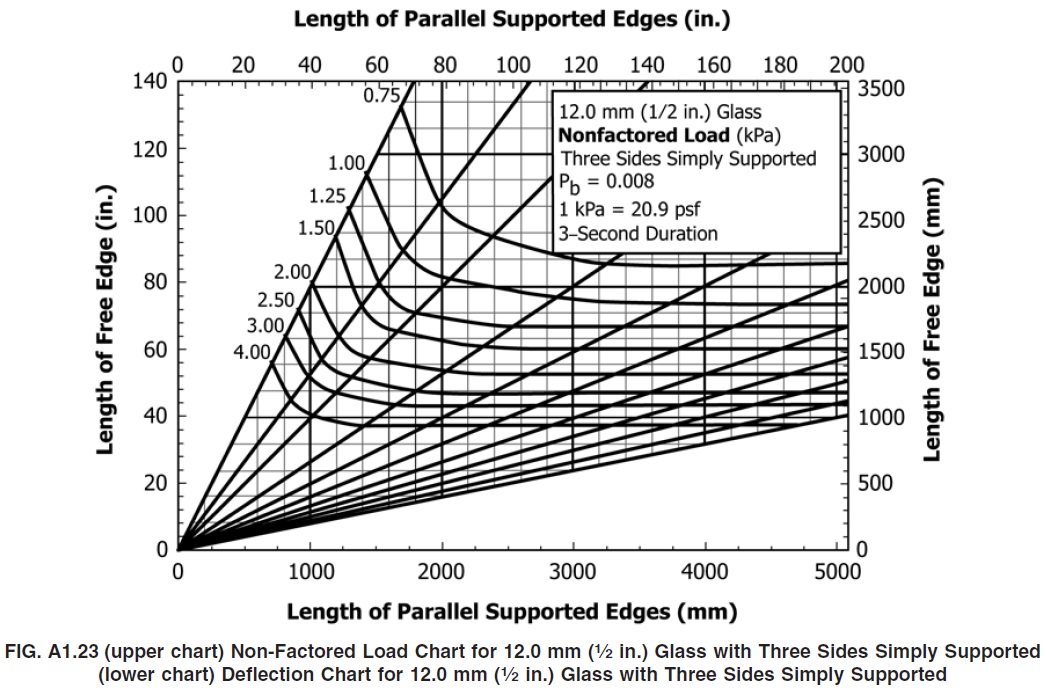 Length of Parallel Supported Edges (in.)
0 20 40 60 80 100 120 140 160 180 200
140
120
100
80
60
40
20
0
Length of Free Edge (in.)
0.75
1.00
1.25
1.50
2.00
2.50
3.00
4.00
12.0 mm (1/2 in.) Glass
Nonfactored Load (kPa)
Three Sides Simply Supported
Pb = 0.008
1 kPa = 20.9 psf
3–Second Duration
3500
3000
2500
2000
1500
1000
500
0
Length of Free Edge (mm)
0 1000 2000 3000 4000 5000
Length of Parallel Supported Edges (mm)
FIG. A1.23 (upper chart) Non-Factored Load Chart for 12.0 mm (½ in.) Glass with Three Sides Simply Supported
(lower chart) Deflection Chart for 12.0 mm (½ in.) Glass with Three Sides Simply Supported